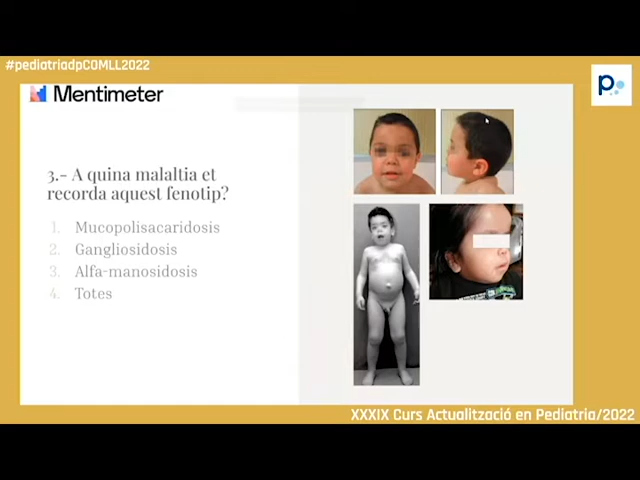 #pediatriadpCOMLL2022
p
Mentimeter
3.- A quina malaltia et
recorda aquest fenotip?
1. Mucopolisacaridosis
2. Gangliosidosis
3. Alfa-manosidosis
4. Totes
XXXIX Curs Actualització en Pediatria/2022